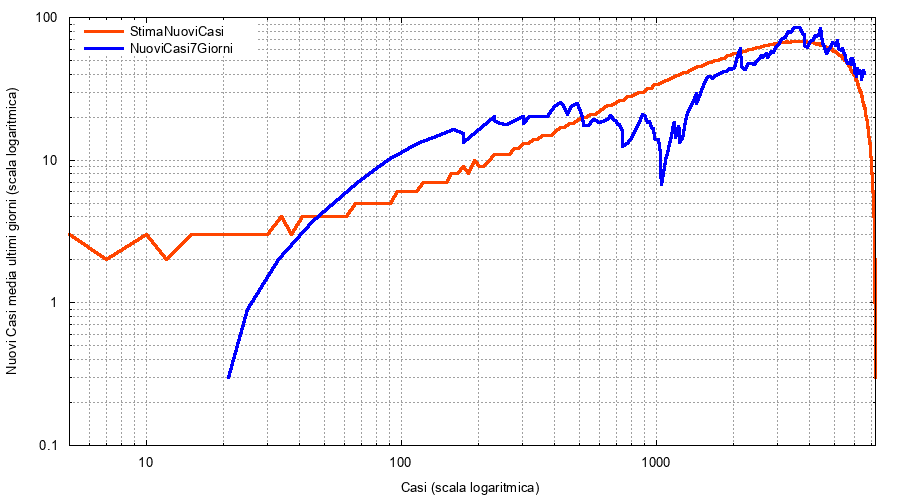 100
10
1
0.1
Nuovi Casi media ultimi giorni (scala logaritmica)
StimaNuoviCasi
NuoviCasi7Giorni
10
100
1000
Casi (scala logaritmica)